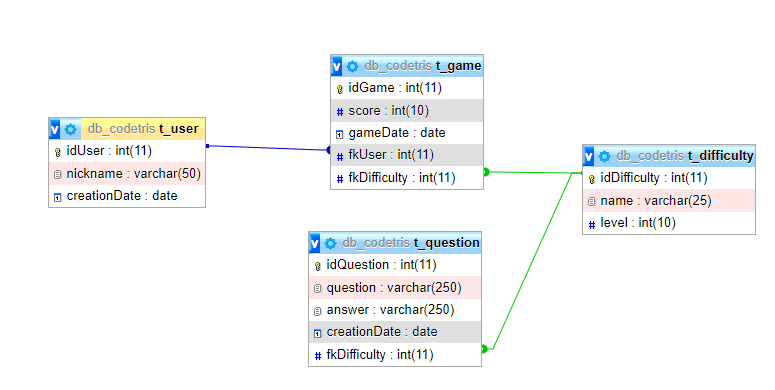 db_codetris t_game
idGame : int(11)
score : int(10)
gameDate : date
fkUser : int(11)
fkDifficulty : int(11)
db_codetris t_user
idUser : int(11)
nickname : varchar(50)
creationDate : date
db_codetris t_difficulty
idDifficulty : int(11)
name : varchar(25)
level : int(10)
db_codetris t_question
idQuestion : int(11)
question : varchar(250)
answer : varchar(250)
creationDate : date
fkDifficulty : int(11)